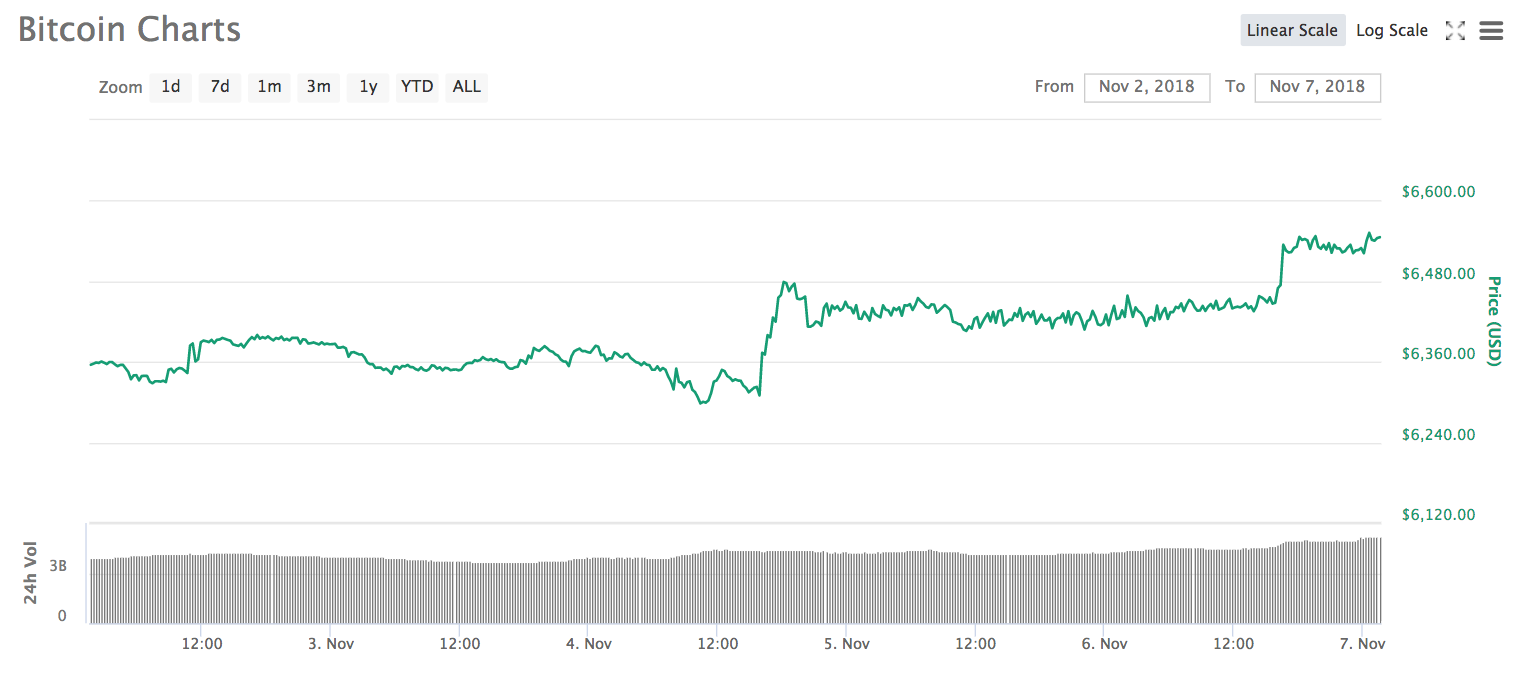 Bitcoin Charts
Linear Scale Log Scale
Zoom 1d 7d 1m 3m 1y YTD ALL From Nov 2, 2018 To Nov 7, 2018
$6,600.00
$6,480.00
$6,360.00
$6,240.00
$6,120.00
Price (USD)
24h Vol
3B
0
12:00 3. Nov 12:00 4. Nov 12:00 5. Nov 12:00 6. Nov 12:00 7. Nov